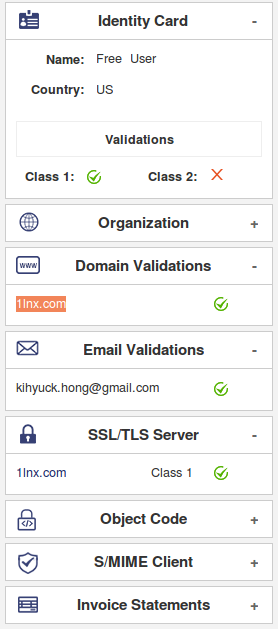 Identity Card -
Name: Free User
Country: US
Validations
Class 1: Class 2:
Organization +
www Domain Validations -
1lnx.com
Email Validations -
kihyuck.hong@gmail.com
SSL/TLS Server -
1lnx.com Class 1
Object Code +
S/MIME Client +
Invoice Statements +